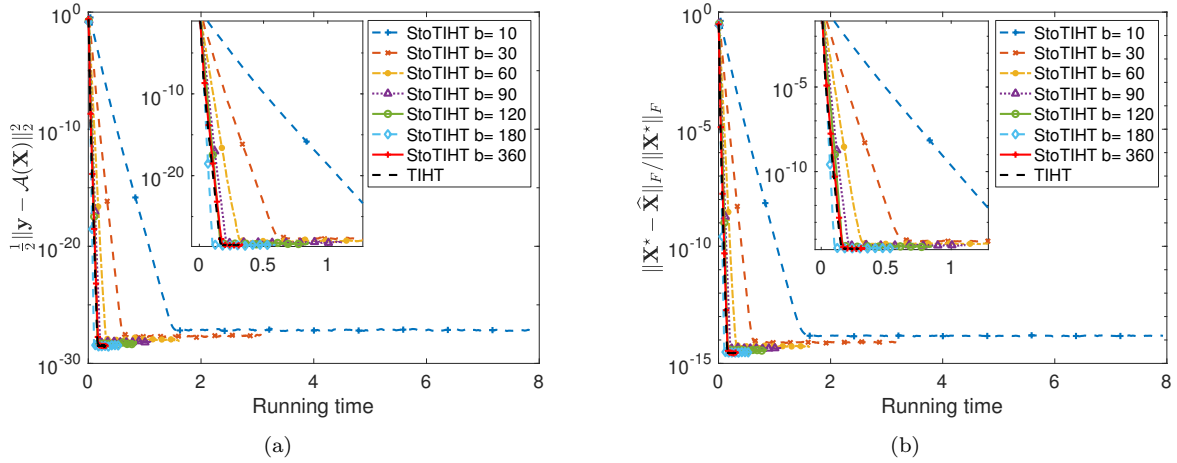 10^0
10^-10
10^-20
10^-30
1/2||y − A(X)||_2^2
10^-10
10^-20
0 0.5 1
StoTIHT b= 10
StoTIHT b= 30
StoTIHT b= 60
StoTIHT b= 90
StoTIHT b= 120
StoTIHT b= 180
StoTIHT b= 360
TIHT
0 2 4 6 8
Running time
(a)
10^0
10^-5
10^-10
10^-15
||X* − X̂||_F/||X*||_F
10^-5
10^-10
0 0.5 1
StoTIHT b= 10
StoTIHT b= 30
StoTIHT b= 60
StoTIHT b= 90
StoTIHT b= 120
StoTIHT b= 180
StoTIHT b= 360
TIHT
0 2 4 6 8
Running time
(b)